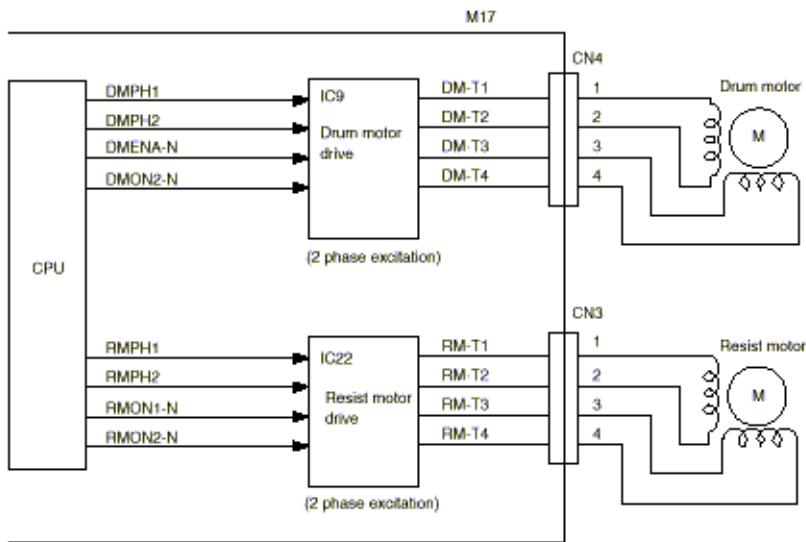 M17
CN4
DMPH1
DMPH2
DMENA-N
DMON2-N
IC9
Drum motor
drive
DM-T1
DM-T2
DM-T3
DM-T4
1
2
3
4
Drum motor
M
(2 phase excitation)
CPU
CN3
RMPH1
RMPH2
RMON1-N
RMON2-N
IC22
Resist motor
drive
RM-T1
RM-T2
RM-T3
RM-T4
1
2
3
4
Resist motor
M
(2 phase excitation)